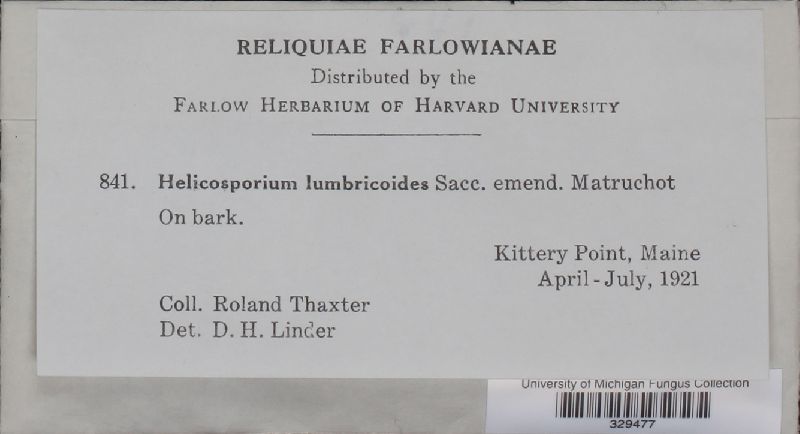 RELIQUIAE FARLOWIANAE
Distributed by the
FARLOW HERBARIUM OF HARVARD UNIVERSITY
841. Helicosporium lumbricoides Sacc. emend. Matruchot
On bark.
Kittery Point, Maine
April - July, 1921
Coll. Roland Thaxter
Det. D. H. Linder
University of Michigan Fungus Collection
329477